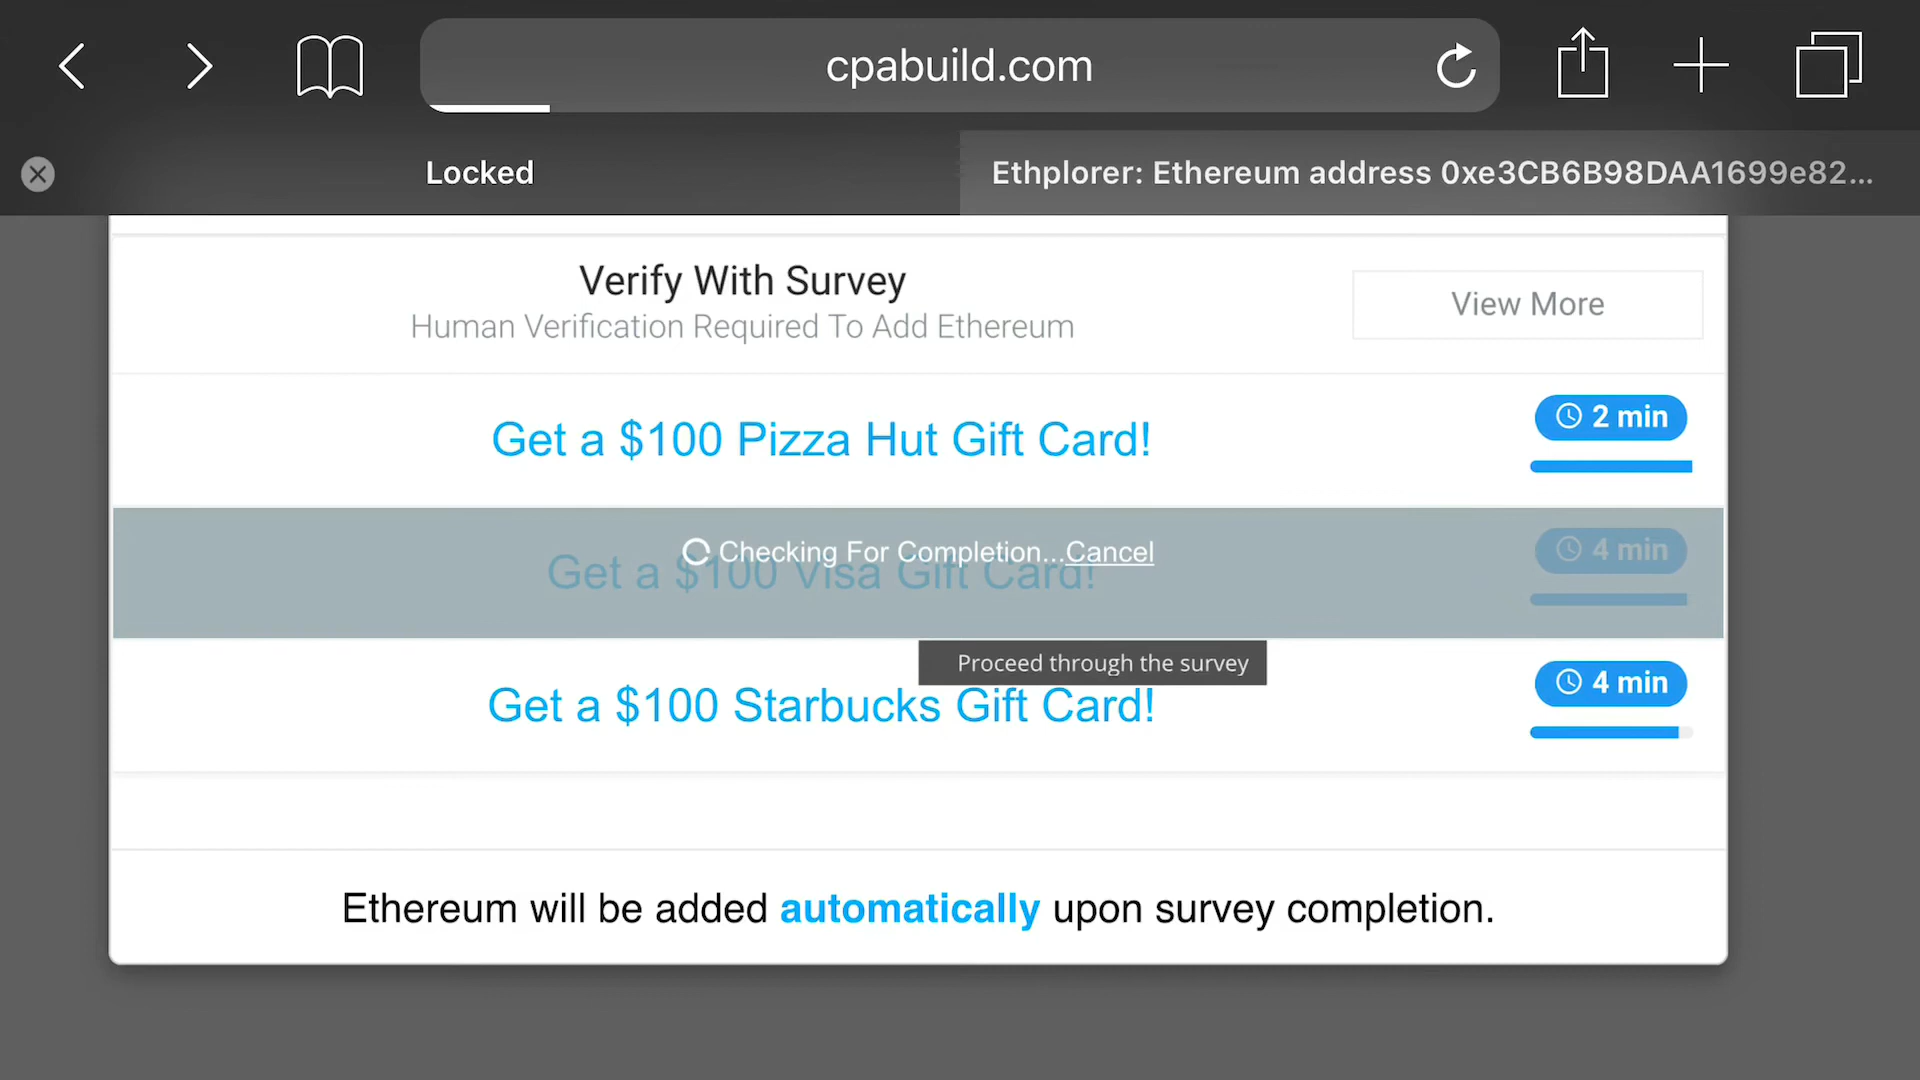 cpabuild.com
Locked
Ethplorer: Ethereum address 0xe3CB6B98DAA1699e82...
Verify With Survey
Human Verification Required To Add Ethereum
View More
Get a $100 Pizza Hut Gift Card!
2 min
Checking For Completion...Cancel
Get a $100 Visa Gift Card!
4 min
Proceed through the survey
Get a $100 Starbucks Gift Card!
4 min
Ethereum will be added automatically upon survey completion.